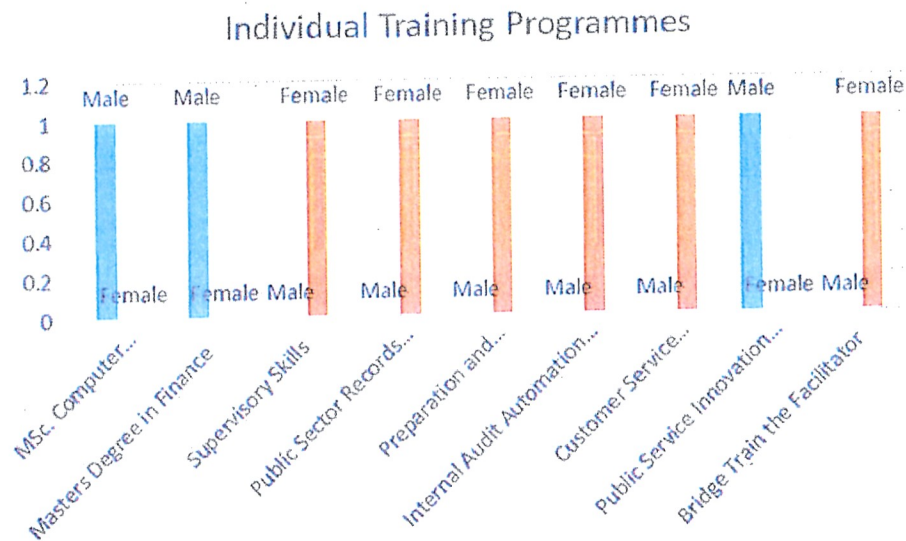 Individual Training Programmes
1.2
1
0.8
0.6
0.4
0.2
0
Male Male Female Female Female Female Female Male Female
Female Female Male Male Male Male Male Female Male
MSc. Computer...
Masters Degree in Finance
Supervisory Skills
Public Sector Records...
Preparation and...
Internal Audit Automation...
Customer Service...
Public Service Innovation...
Bridge Train the Facilitator